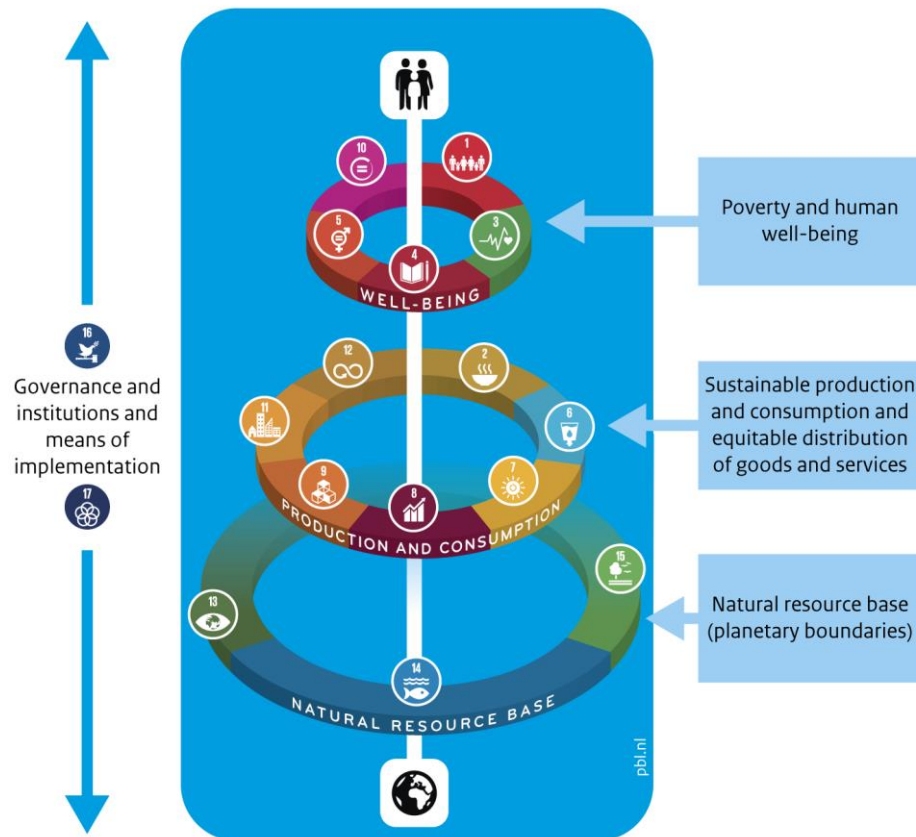 10
1
5
3
4
WELL-BEING
Poverty and human
well-being
16
Governance and
institutions and
means of
implementation
17
12
2
11
6
9
7
8
PRODUCTION AND CONSUMPTION
Sustainable production
and consumption and
equitable distribution
of goods and services
15
13
14
NATURAL RESOURCE BASE
Natural resource base
(planetary boundaries)
pbl.nl